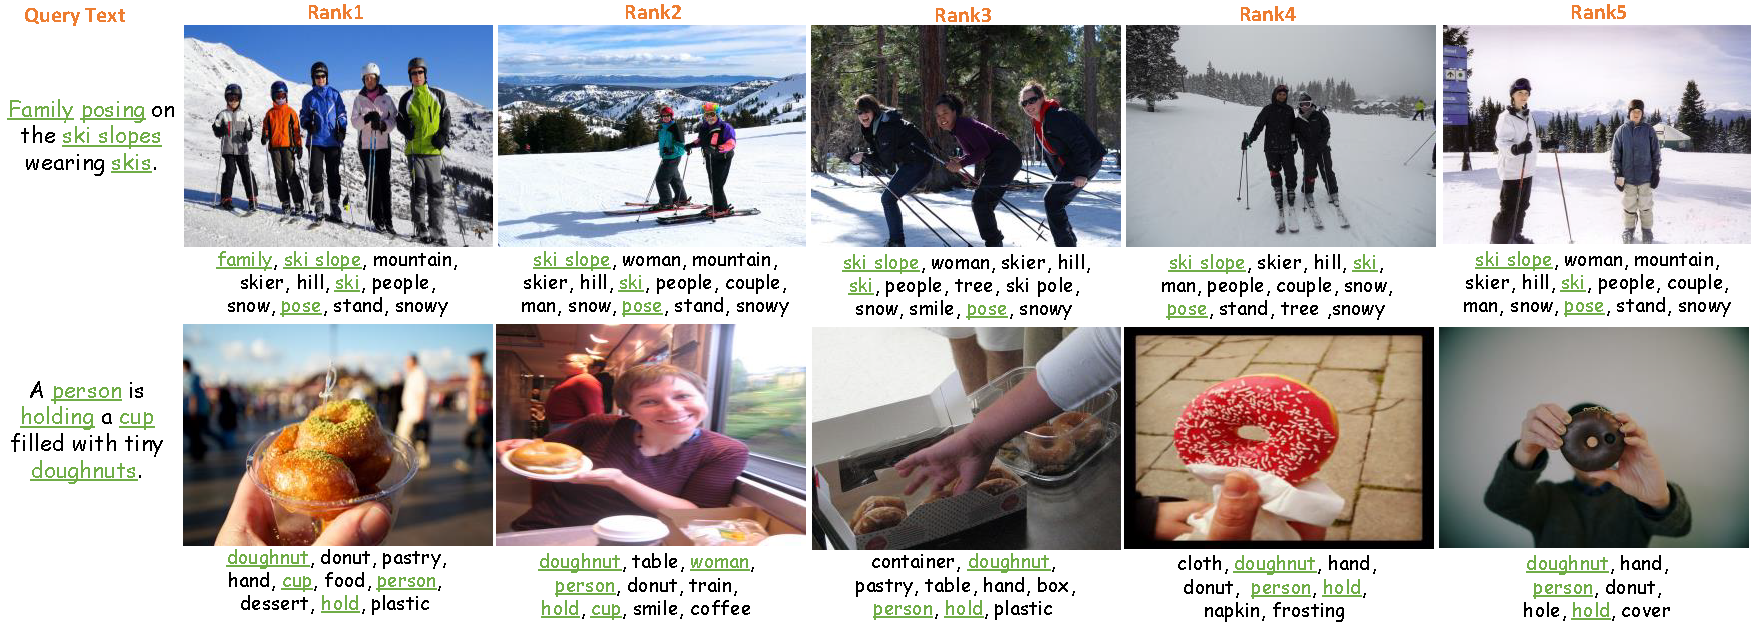 Query Text
Rank1
Rank2
Rank3
Rank4
Rank5
Family posing on
the ski slopes
wearing skis.
family, ski slope, mountain,
skier, hill, ski, people,
snow, pose, stand, snowy
ski slope, woman, mountain,
skier, hill, ski, people, couple,
man, snow, pose, stand, snowy
ski slope, woman, skier, hill,
ski, people, tree, ski pole,
snow, smile, pose, snowy
ski slope, skier, hill, ski,
man, people, couple, snow,
pose, stand, tree ,snowy
ski slope, woman, mountain,
skier, hill, ski, people, couple,
man, snow, pose, stand, snowy
A person is
holding a cup
filled with tiny
doughnuts.
doughnut, donut, pastry,
hand, cup, food, person,
dessert, hold, plastic
doughnut, table, woman,
person, donut, train,
hold, cup, smile, coffee
container, doughnut,
pastry, table, hand, box,
person, hold, plastic
cloth, doughnut, hand,
donut, person, hold,
napkin, frosting
doughnut, hand,
person, donut,
hole, hold, cover